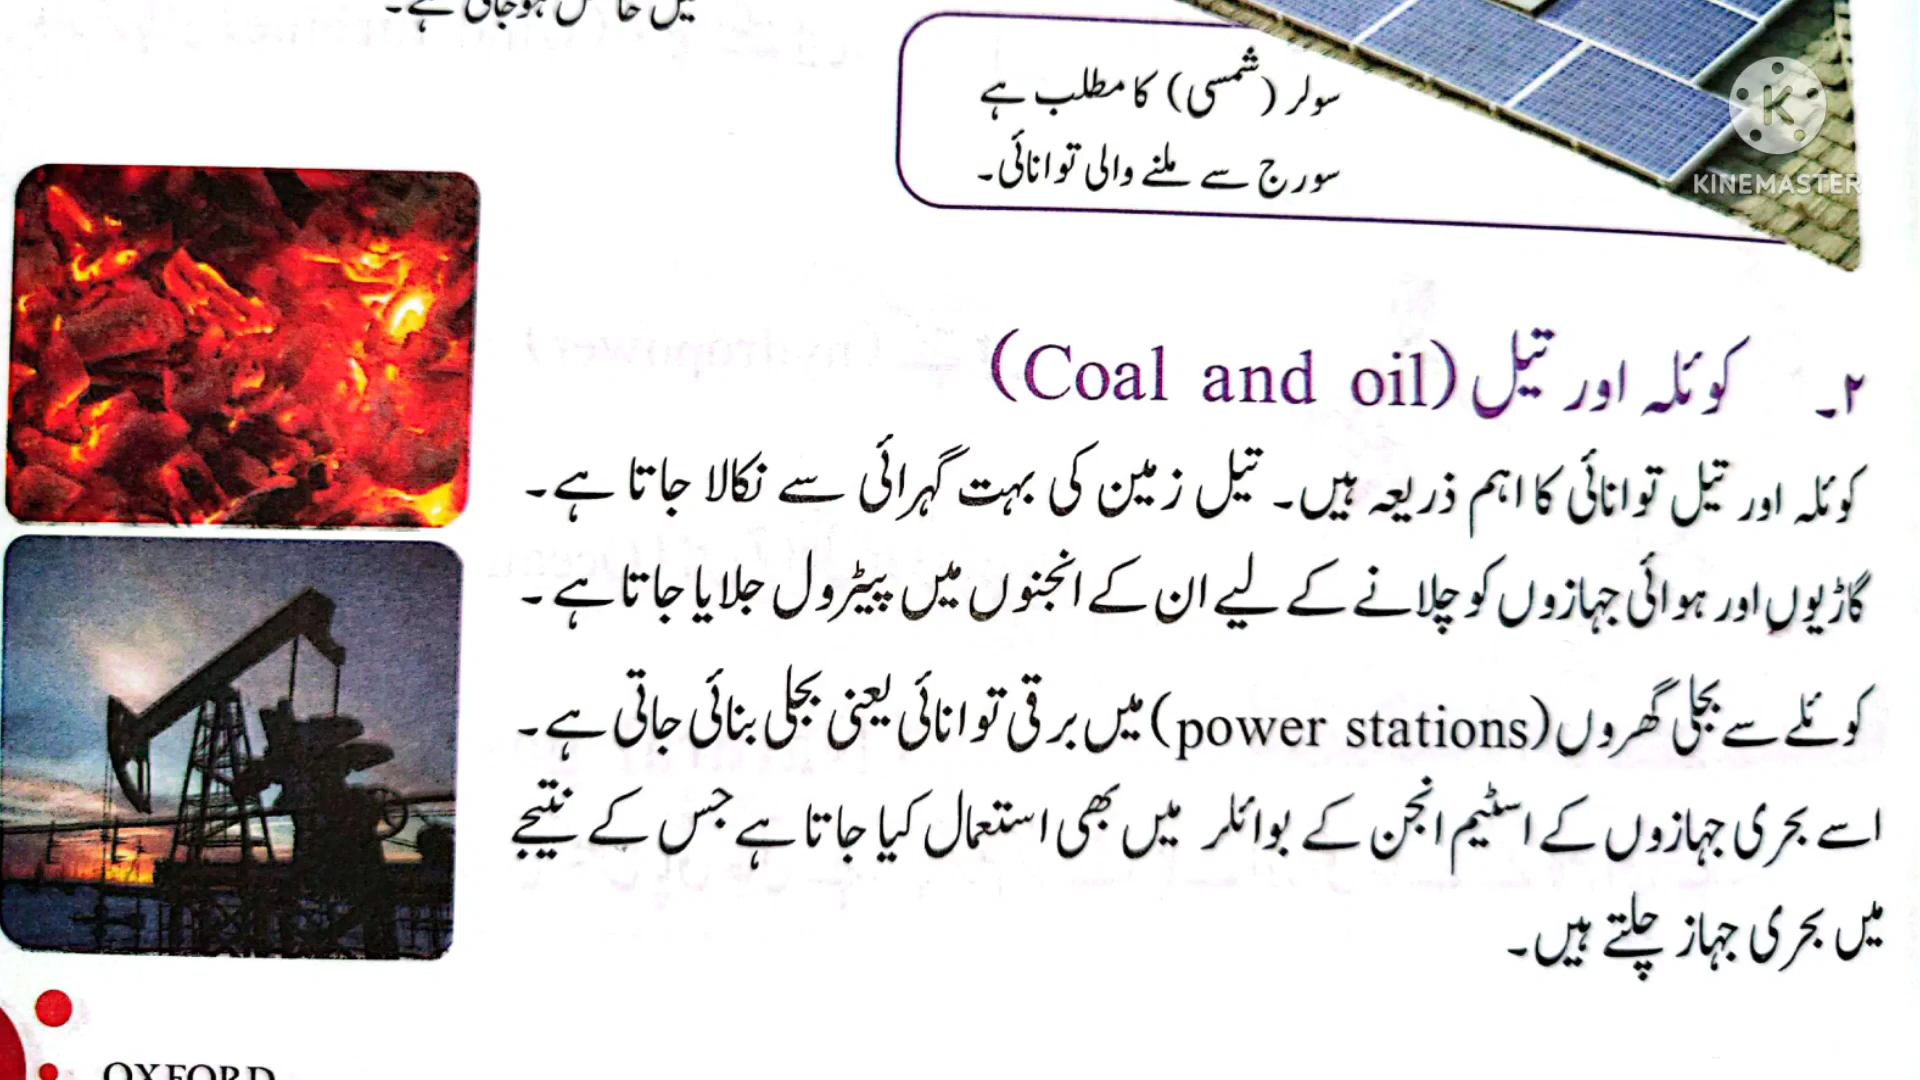 ہوجاتی ہے۔
سولر (شمسی) کا مطلب ہے
سورج سے ملنے والی توانائی۔
KINEMASTER
۲۔ کوئلہ اور تیل (Coal and oil)
کوئلہ اور تیل توانائی کا اہم ذریعہ ہیں۔ تیل زمین کی بہت گہرائی سے نکالا جاتا ہے۔
گاڑیوں اور ہوائی جہازوں کو چلانے کے لیے ان کے انجنوں میں پیٹرول جلایا جاتا ہے۔
کوئلے سے بجلی گھروں (power stations) میں برقی توانائی یعنی بجلی بنائی جاتی ہے۔
اسے بحری جہازوں کے اسٹیم انجن کے بوائلر میں بھی استعمال کیا جاتا ہے جس کے نتیجے
میں بحری جہاز چلتے ہیں۔
OXFORD